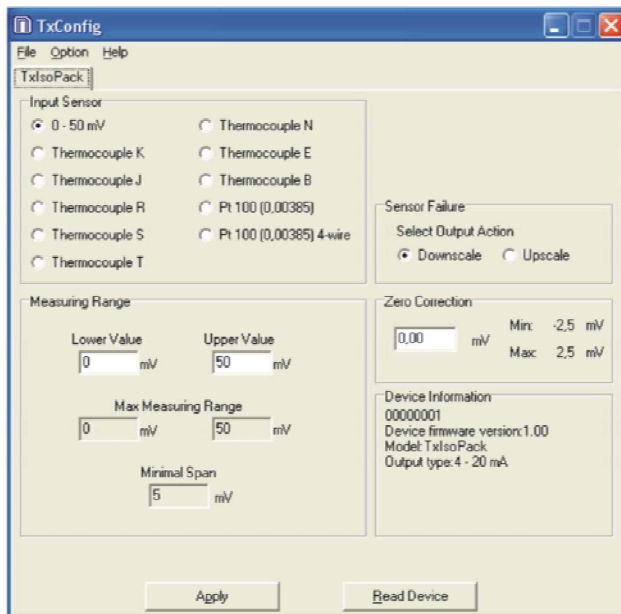 TxConfig
File Option Help
TxIsoPack
Input Sensor
0 - 50 mV
Thermocouple N
Thermocouple K
Thermocouple E
Thermocouple J
Thermocouple B
Thermocouple R
Pt 100 (0,00385)
Thermocouple S
Pt 100 (0,00385) 4-wire
Thermocouple T
Sensor Failure
Select Output Action
Downscale Upscale
Measuring Range
Lower Value Upper Value
0 mV 50 mV
Max Measuring Range
0 mV 50 mV
Minimal Span
5 mV
Zero Correction
0,00 mV
Min: -2,5 mV
Max: 2,5 mV
Device Information
00000001
Device firmware version:1.00
Model:TxIsoPack
Output type:4 - 20 mA
Apply Read Device